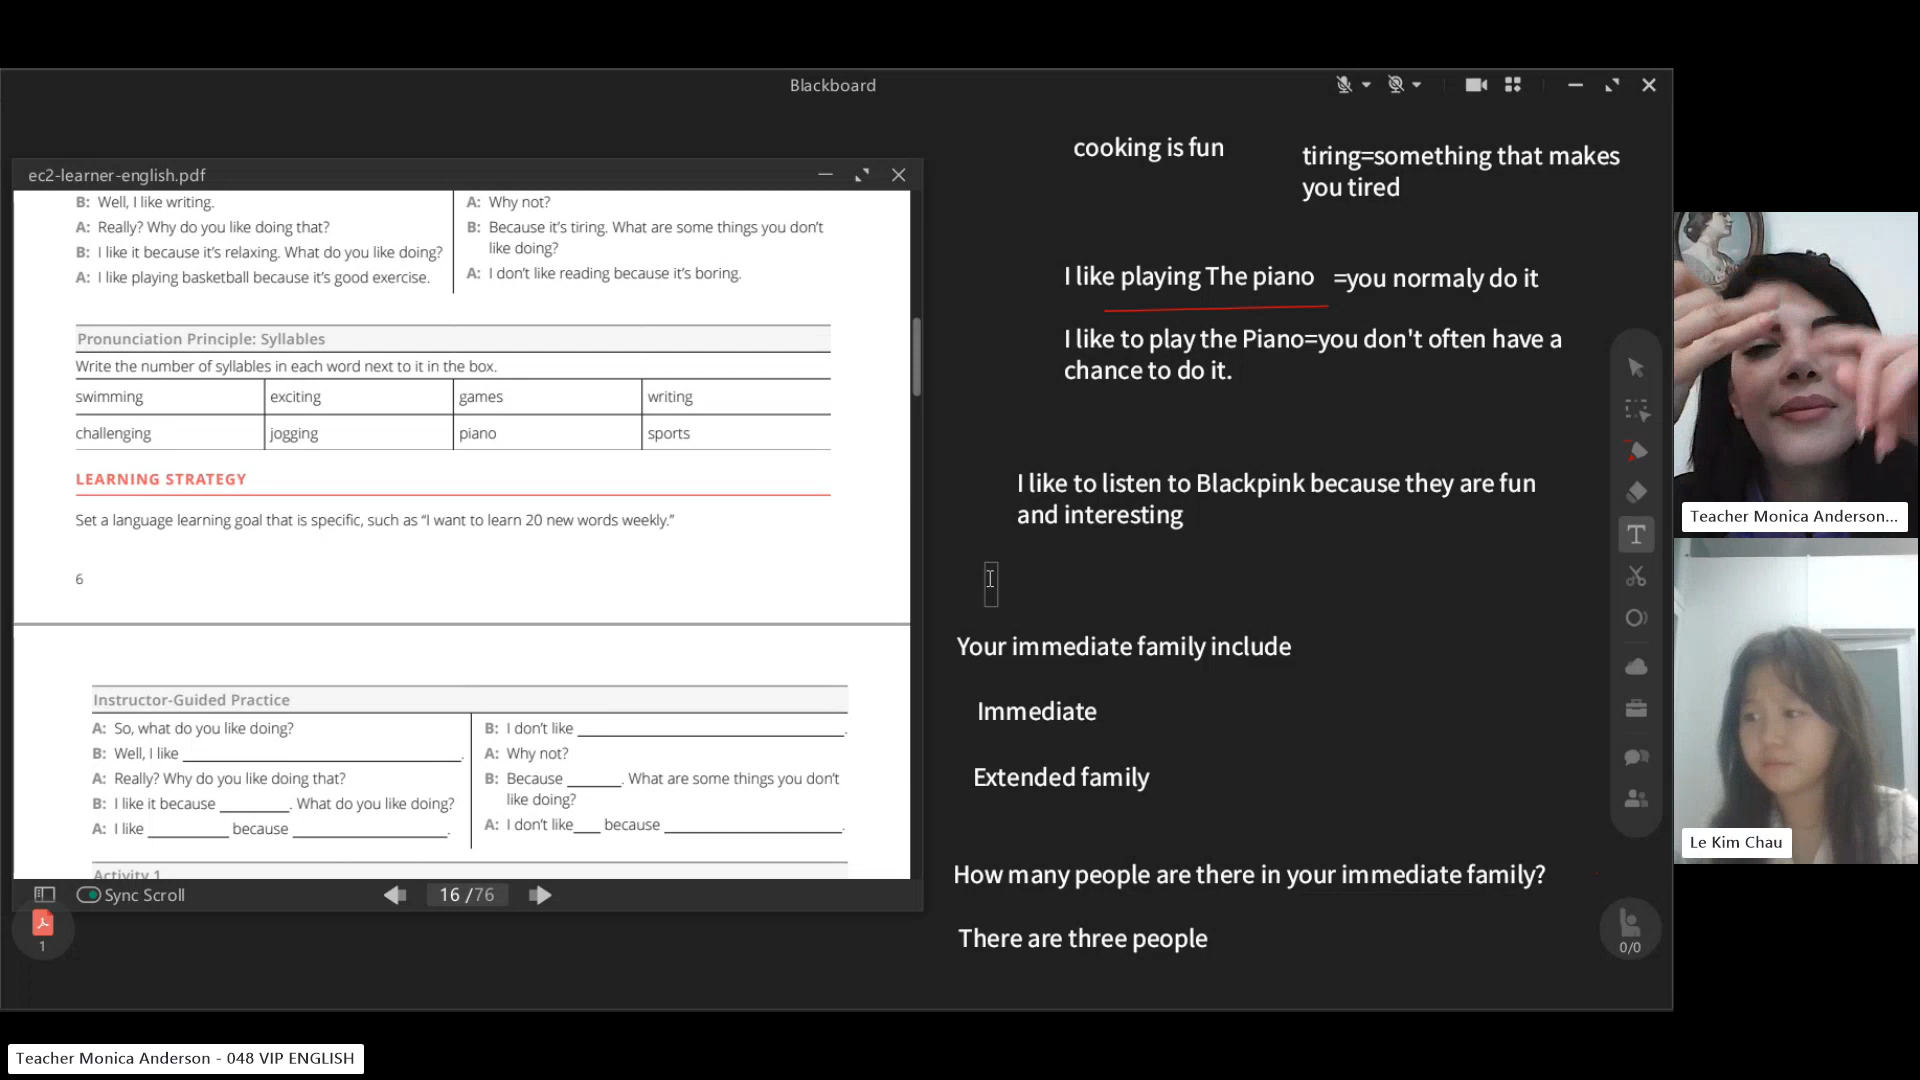 Blackboard
ec2-learner-english.pdf
B: Well, I like writing.
A: Really? Why do you like doing that?
B: I like it because it's relaxing. What do you like doing?
A: I like playing basketball because it's good exercise.
A: Why not?
B: Because it's tiring. What are some things you don't
like doing?
A: I don't like reading because it's boring.
Pronunciation Principle: Syllables
Write the number of syllables in each word next to it in the box.
swimming exciting games writing
challenging jogging piano sports
LEARNING STRATEGY
Set a language learning goal that is specific, such as “I want to learn 20 new words weekly.”
6
Instructor-Guided Practice
A: So, what do you like doing?
B: Well, I like ____.
A: Really? Why do you like doing that?
B: I like it because ____. What do you like doing?
A: I like ____ because ____.
B: I don't like ____.
A: Why not?
B: Because ____. What are some things you don't
like doing?
A: I don't like____ because ____.
Activity 1
Sync Scroll
16 /76
1
cooking is fun
tiring=something that makes
you tired
I like playing The piano =you normaly do it
I like to play the Piano=you don't often have a
chance to do it.
I like to listen to Blackpink because they are fun
and interesting
Your immediate family include
Immediate
Extended family
How many people are there in your immediate family?
There are three people
0/0
Teacher Monica Anderson...
Le Kim Chau
Teacher Monica Anderson - 048 VIP ENGLISH